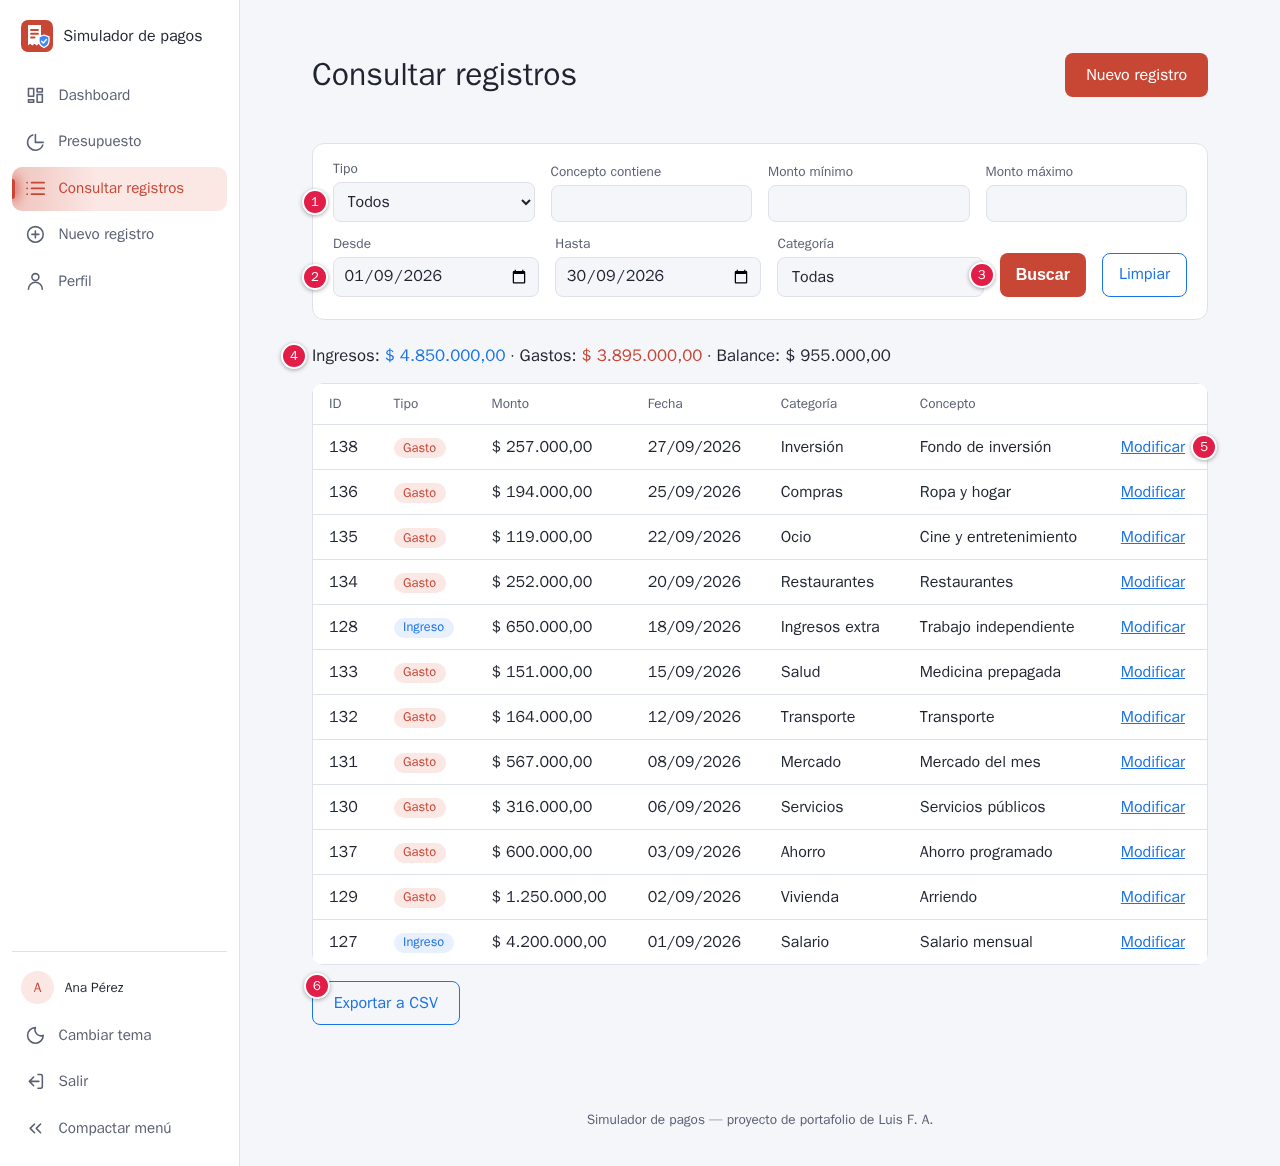 Simulador de pagos
Dashboard
Presupuesto
Consultar registros
Nuevo registro
Perfil
Consultar registros
Nuevo registro
Tipo Concepto contiene Monto mínimo Monto máximo
1 Todos
Desde Hasta Categoría
2 01/09/2026 30/09/2026 Todas 3 Buscar Limpiar
4 Ingresos: $ 4.850.000,00 · Gastos: $ 3.895.000,00 · Balance: $ 955.000,00
ID Tipo Monto Fecha Categoría Concepto
138 Gasto $ 257.000,00 27/09/2026 Inversión Fondo de inversión Modificar 5
136 Gasto $ 194.000,00 25/09/2026 Compras Ropa y hogar Modificar
135 Gasto $ 119.000,00 22/09/2026 Ocio Cine y entretenimiento Modificar
134 Gasto $ 252.000,00 20/09/2026 Restaurantes Restaurantes Modificar
128 Ingreso $ 650.000,00 18/09/2026 Ingresos extra Trabajo independiente Modificar
133 Gasto $ 151.000,00 15/09/2026 Salud Medicina prepagada Modificar
132 Gasto $ 164.000,00 12/09/2026 Transporte Transporte Modificar
131 Gasto $ 567.000,00 08/09/2026 Mercado Mercado del mes Modificar
130 Gasto $ 316.000,00 06/09/2026 Servicios Servicios públicos Modificar
137 Gasto $ 600.000,00 03/09/2026 Ahorro Ahorro programado Modificar
129 Gasto $ 1.250.000,00 02/09/2026 Vivienda Arriendo Modificar
127 Ingreso $ 4.200.000,00 01/09/2026 Salario Salario mensual Modificar
6 Exportar a CSV
A Ana Pérez
Cambiar tema
Salir
Compactar menú
Simulador de pagos — proyecto de portafolio de Luis F. A.